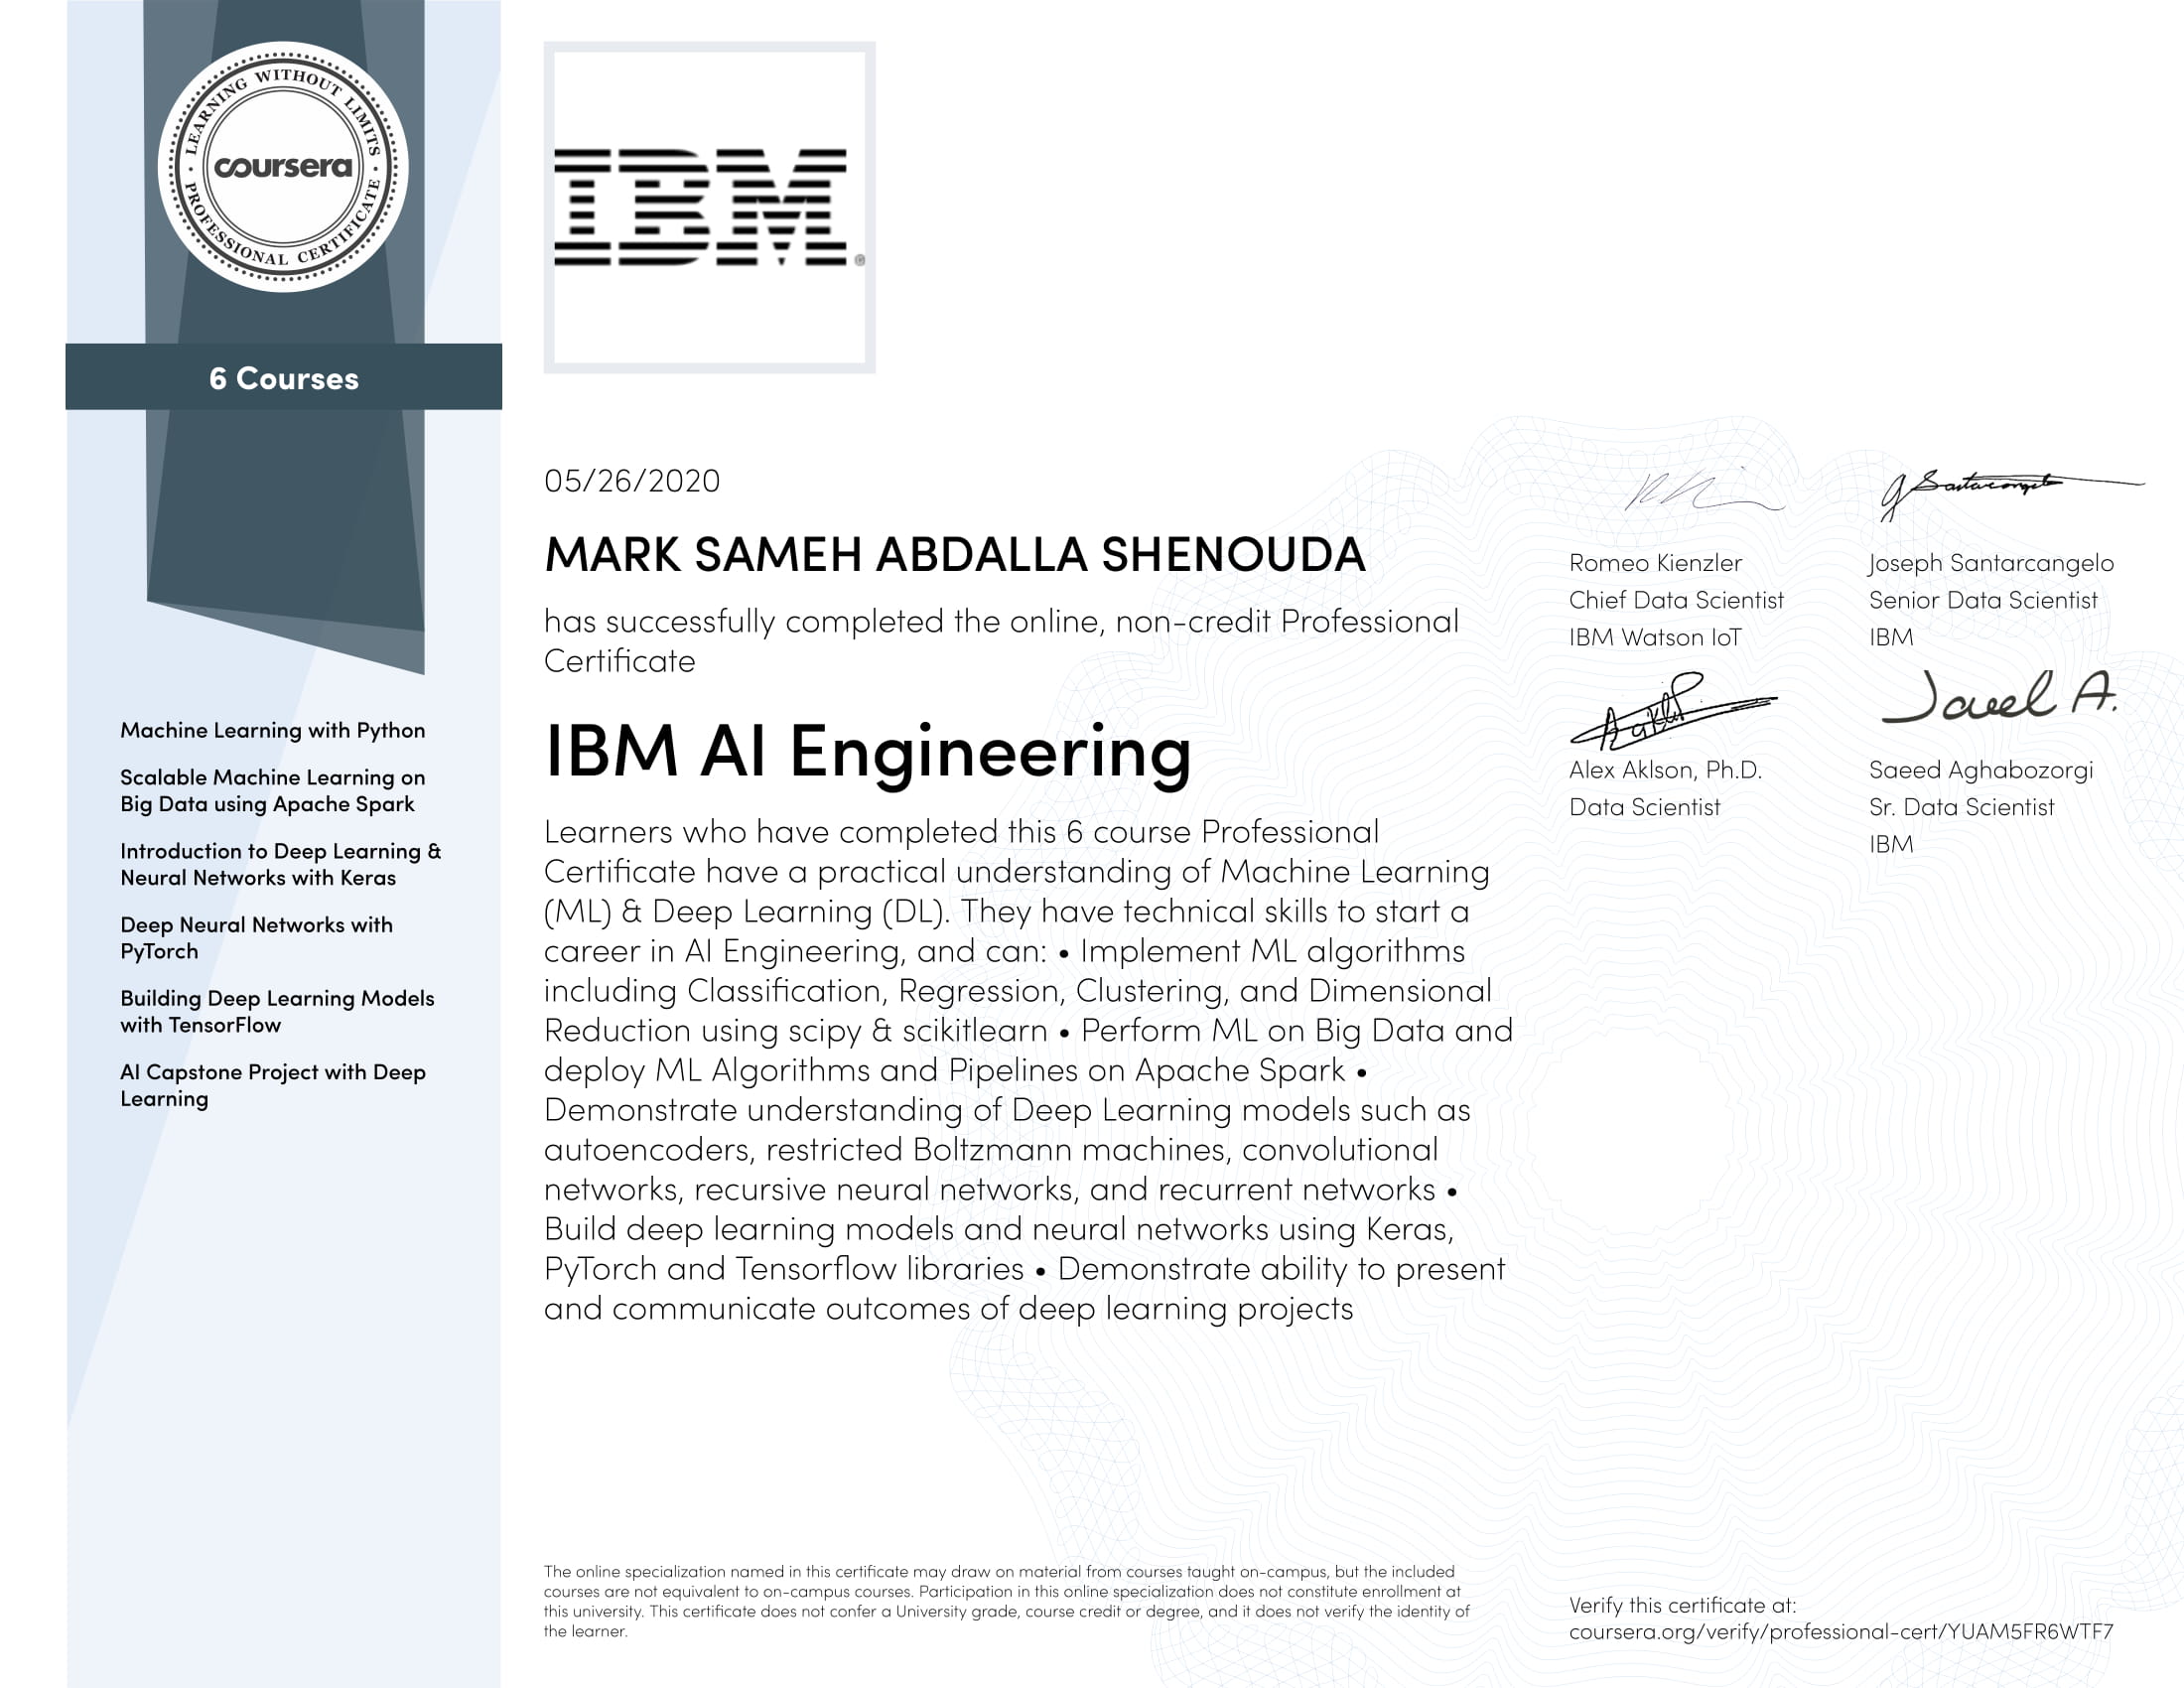 LEARNING WITHOUT LIMITS
coursera
PROFESSIONAL CERTIFICATE
6 Courses
Machine Learning with Python
Scalable Machine Learning on
Big Data using Apache Spark
Introduction to Deep Learning &
Neural Networks with Keras
Deep Neural Networks with
PyTorch
Building Deep Learning Models
with TensorFlow
AI Capstone Project with Deep
Learning
IBM®
05/26/2020
MARK SAMEH ABDALLA SHENOUDA
has successfully completed the online, non-credit Professional
Certificate
IBM AI Engineering
Learners who have completed this 6 course Professional
Certificate have a practical understanding of Machine Learning
(ML) & Deep Learning (DL). They have technical skills to start a
career in AI Engineering, and can: • Implement ML algorithms
including Classification, Regression, Clustering, and Dimensional
Reduction using scipy & scikitlearn • Perform ML on Big Data and
deploy ML Algorithms and Pipelines on Apache Spark •
Demonstrate understanding of Deep Learning models such as
autoencoders, restricted Boltzmann machines, convolutional
networks, recursive neural networks, and recurrent networks •
Build deep learning models and neural networks using Keras,
PyTorch and Tensorflow libraries • Demonstrate ability to present
and communicate outcomes of deep learning projects
Romeo Kienzler
Chief Data Scientist
IBM Watson IoT
Joseph Santarcangelo
Senior Data Scientist
IBM
Alex Aklson, Ph.D.
Data Scientist
Saeed Aghabozorgi
Sr. Data Scientist
IBM
The online specialization named in this certificate may draw on material from courses taught on-campus, but the included
courses are not equivalent to on-campus courses. Participation in this online specialization does not constitute enrollment at
this university. This certificate does not confer a University grade, course credit or degree, and it does not verify the identity of
the learner.
Verify this certificate at:
coursera.org/verify/professional-cert/YUAM5FR6WTF7